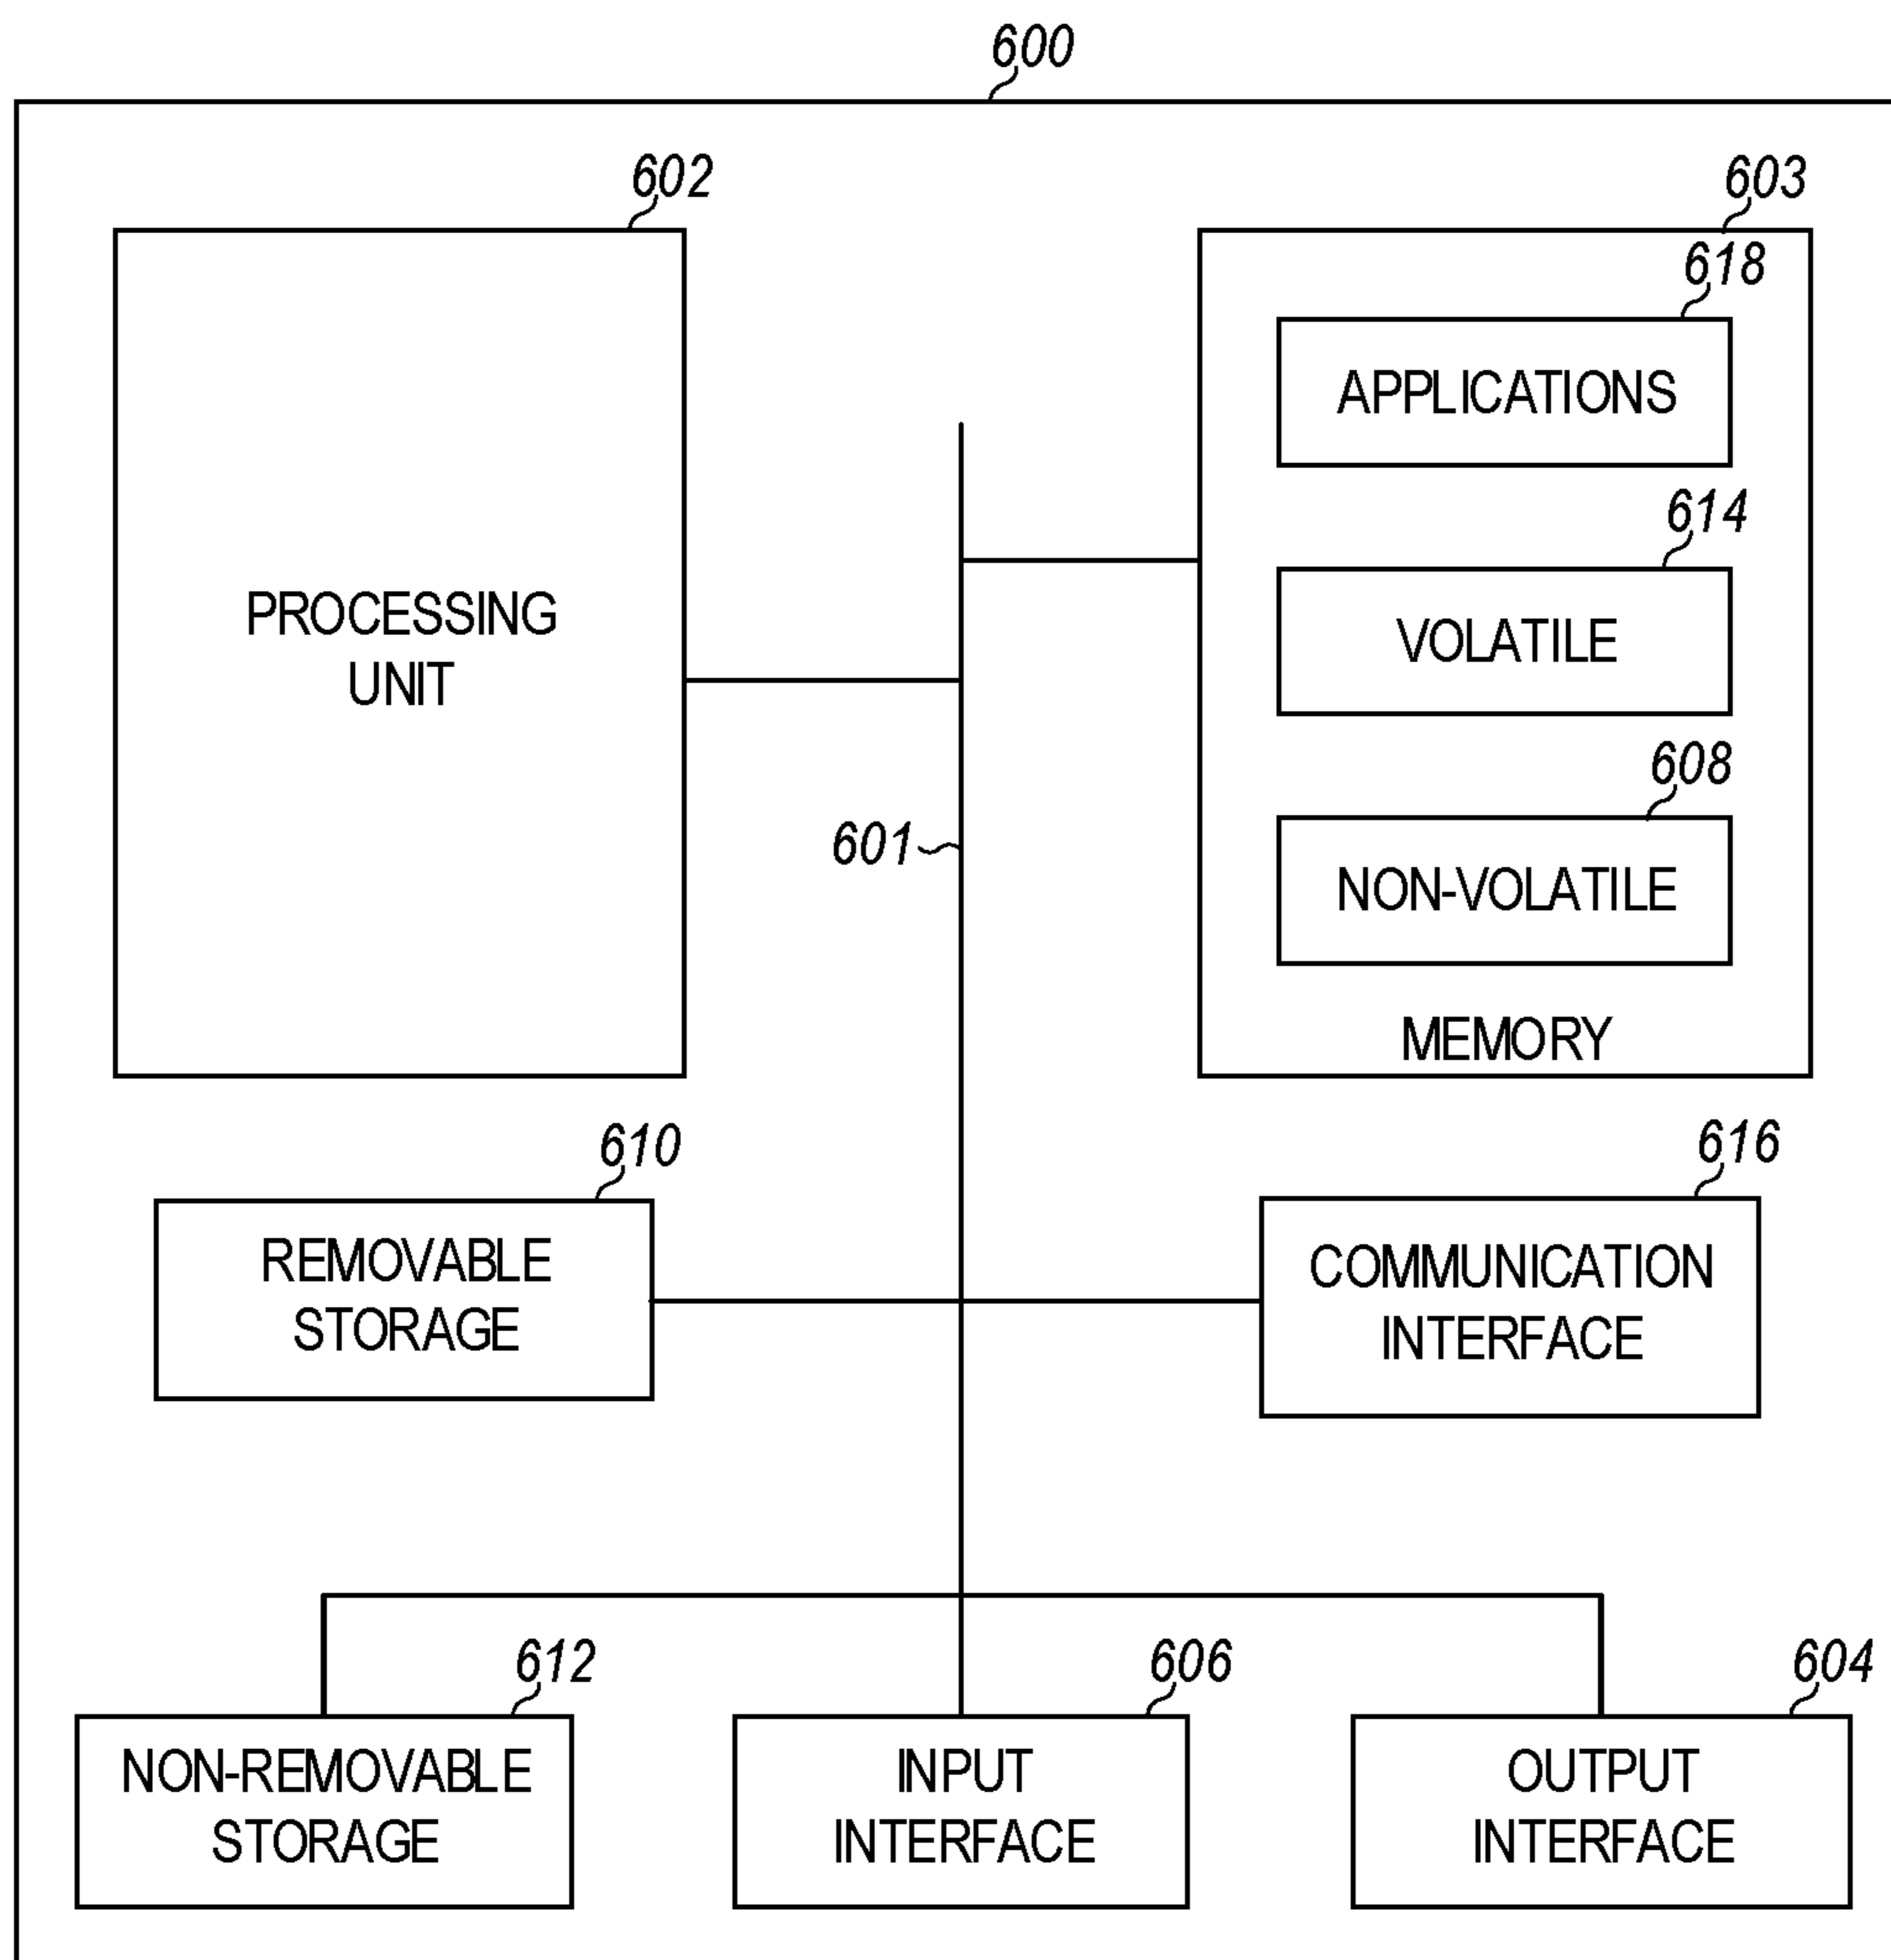 600
602
603
618
APPLICATIONS
614
PROCESSING
UNIT
VOLATILE
608
601
NON-VOLATILE
MEMORY
610
616
REMOVABLE
STORAGE
COMMUNICATION
INTERFACE
612
606
604
NON-REMOVABLE
STORAGE
INPUT
INTERFACE
OUTPUT
INTERFACE